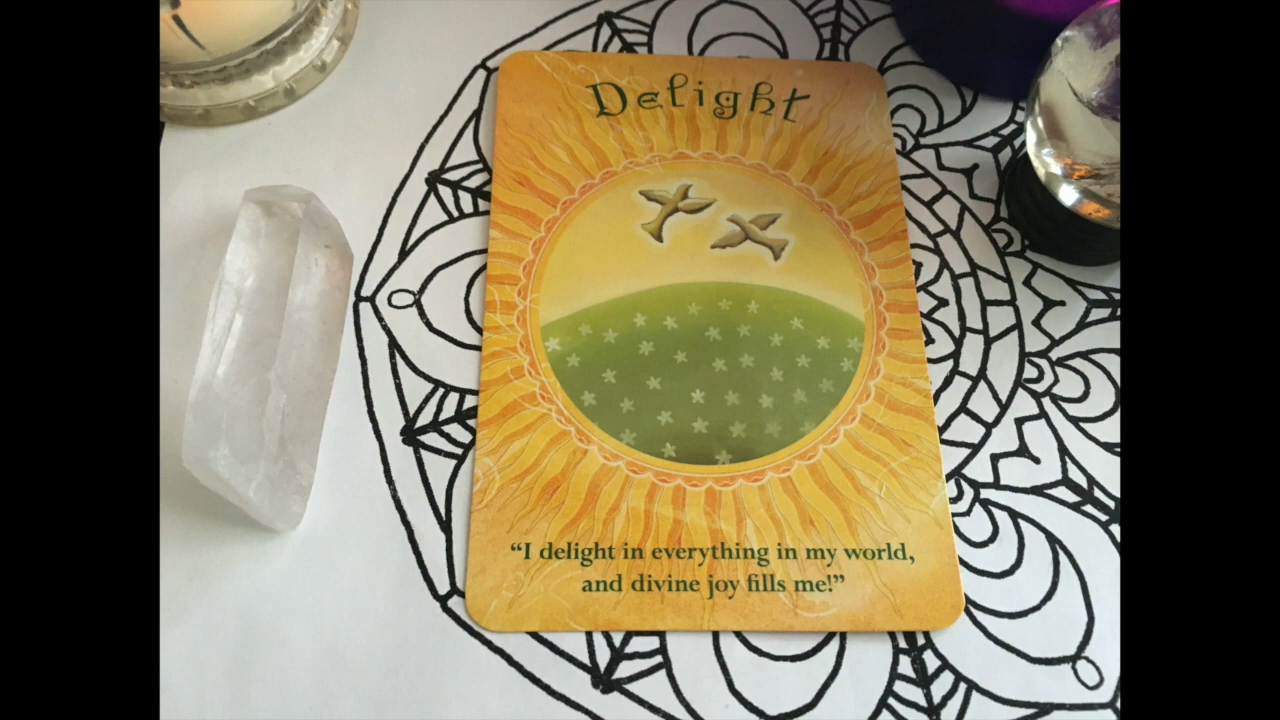 Delight
“I delight in everything in my world,
and divine joy fills me!”